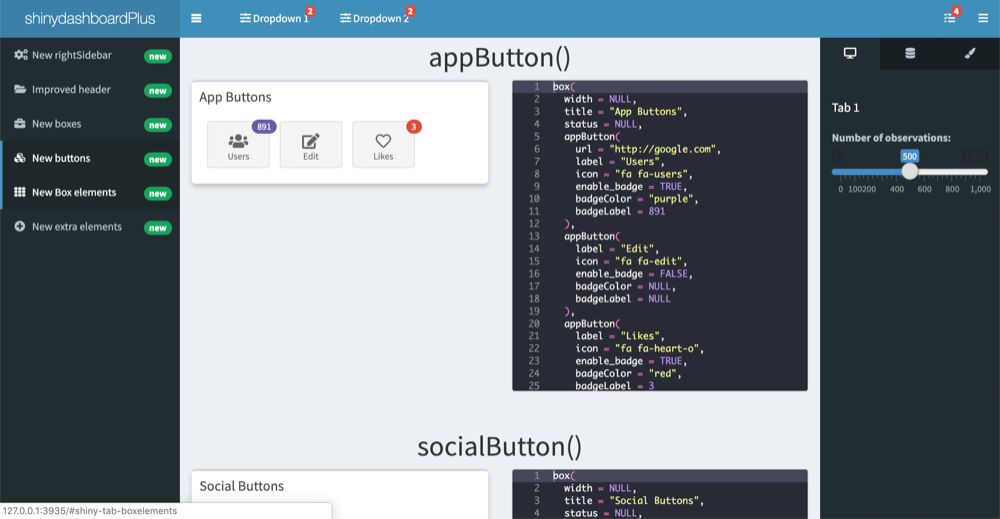 shinydashboardPlus
Dropdown 1 2
Dropdown 2 2
4
New rightSidebar new
Improved header new
New boxes new
New buttons new
New Box elements new
New extra elements new
appButton()
App Buttons
891
Users
Edit
3
Likes
1 box(
2 width = NULL,
3 title = "App Buttons",
4 status = NULL,
5 appButton(
6 url = "http://google.com",
7 label = "Users",
8 icon = "fa fa-users",
9 enable_badge = TRUE,
10 badgeColor = "purple",
11 badgeLabel = 891
12 ),
13 appButton(
14 label = "Edit",
15 icon = "fa fa-edit",
16 enable_badge = FALSE,
17 badgeColor = NULL,
18 badgeLabel = NULL
19 ),
20 appButton(
21 label = "Likes",
22 icon = "fa fa-heart-o",
23 enable_badge = TRUE,
24 badgeColor = "red",
25 badgeLabel = 3
Tab 1
Number of observations:
0 500 1,000
0 100200 400 600 800 1,000
socialButton()
Social Buttons
1 box(
2 width = NULL,
3 title = "Social Buttons",
4 status = NULL,
127.0.0.1:3935/#shiny-tab-boxelements